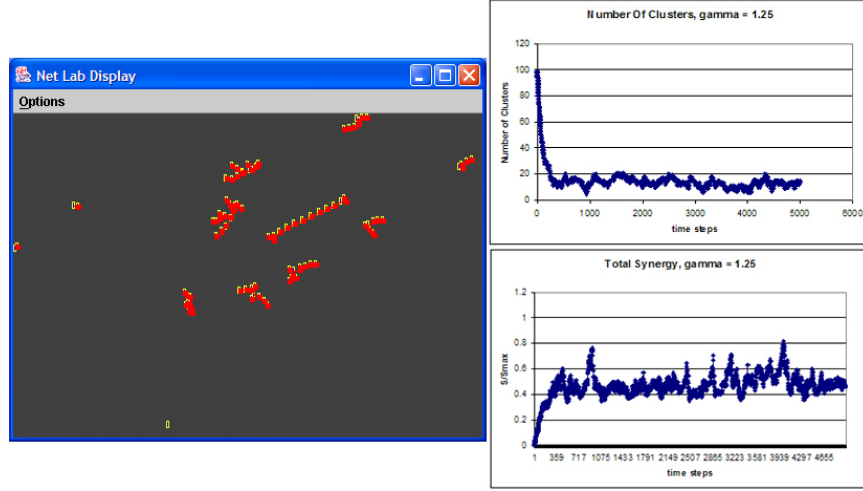 Net Lab Display
Options
Number Of Clusters, gamma = 1.25
Number of Clusters
120
100
80
60
40
20
0
0 1000 2000 3000 4000 5000 6000
time steps
Total Synergy, gamma = 1.25
S/Smax
1.2
1
0.8
0.6
0.4
0.2
0
1 359 717 1075 1433 1791 2149 2507 2865 3223 3581 3939 4297 4655
time steps